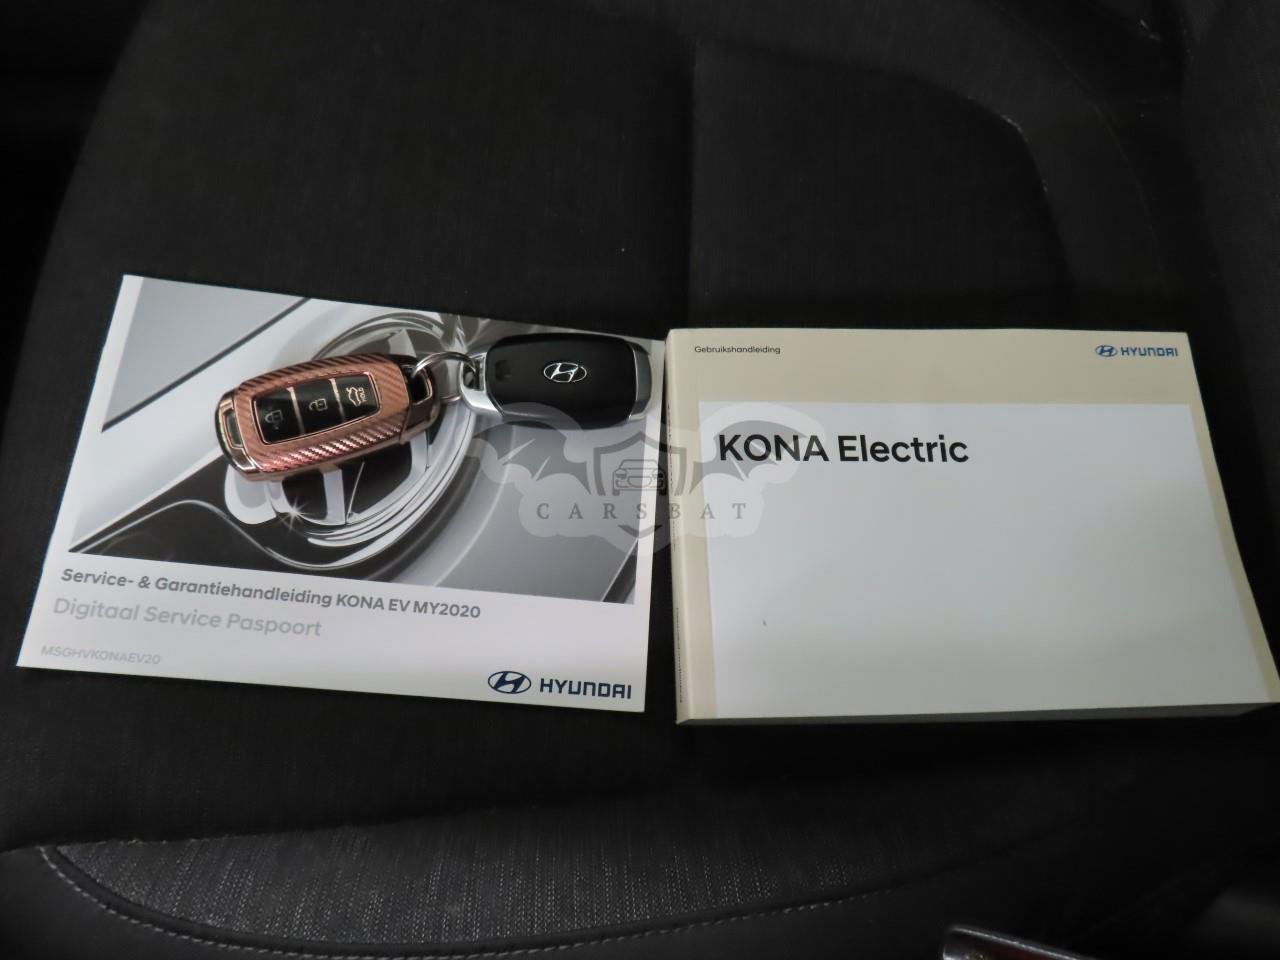 Service- & Garantiehandleiding KONA EV MY2020
Digitaal Service Paspoort
MSGHVKONAEV20
HYUNDAI
Gebruikshandleiding
HYUNDAI
KONA Electric
CARSBAT